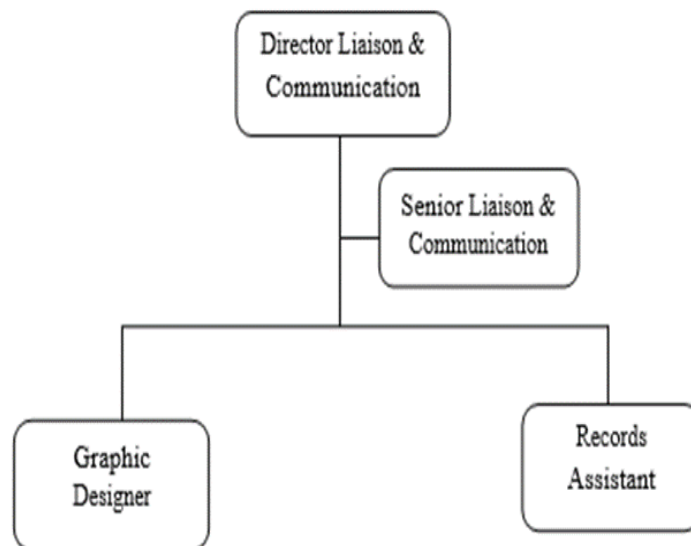 Director Liaison &
Communication
Senior Liaison &
Communication
Graphic
Designer
Records
Assistant